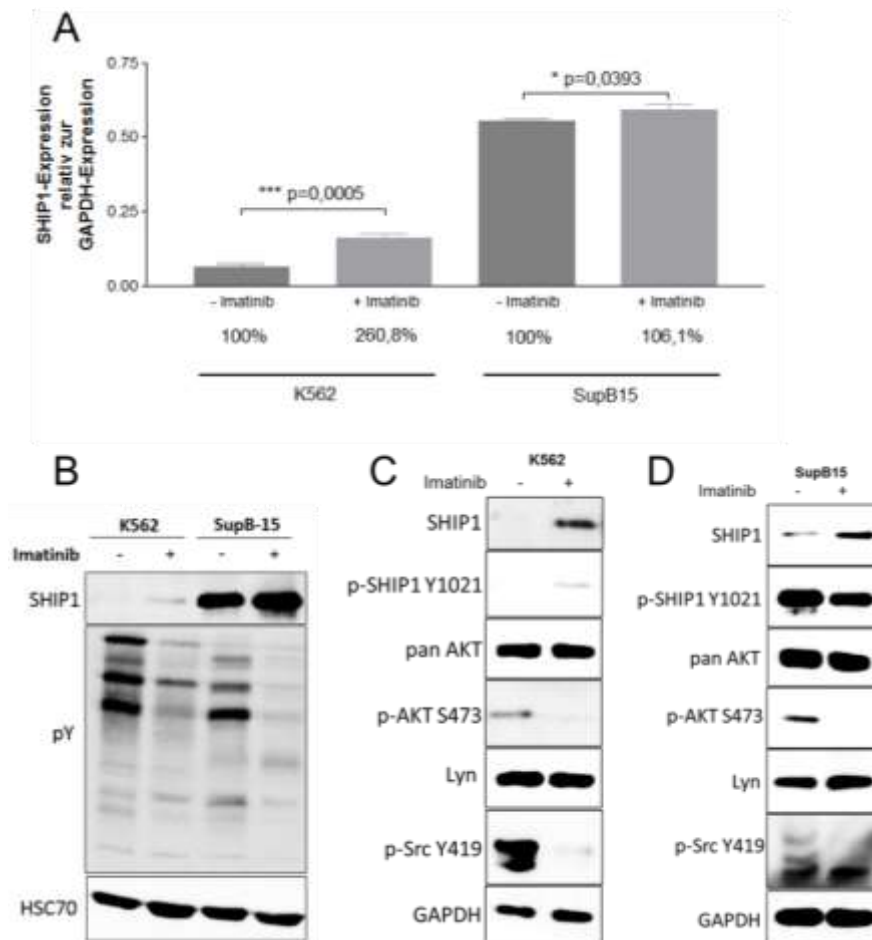 A
SHIP1-Expression
relativ zur
GAPDH-Expression
0.75
0.50
0.25
0.00
*** p=0,0005
* p=0,0393
- Imatinib
+ Imatinib
- Imatinib
+ Imatinib
100%
260,8%
100%
106,1%
K562
SupB15
B
K562
SupB-15
Imatinib
-
+
-
+
SHIP1
pY
HSC70
C
K562
Imatinib
-
+
SHIP1
p-SHIP1 Y1021
pan AKT
p-AKT S473
Lyn
p-Src Y419
GAPDH
D
SupB15
Imatinib
-
+
SHIP1
p-SHIP1 Y1021
pan AKT
p-AKT S473
Lyn
p-Src Y419
GAPDH